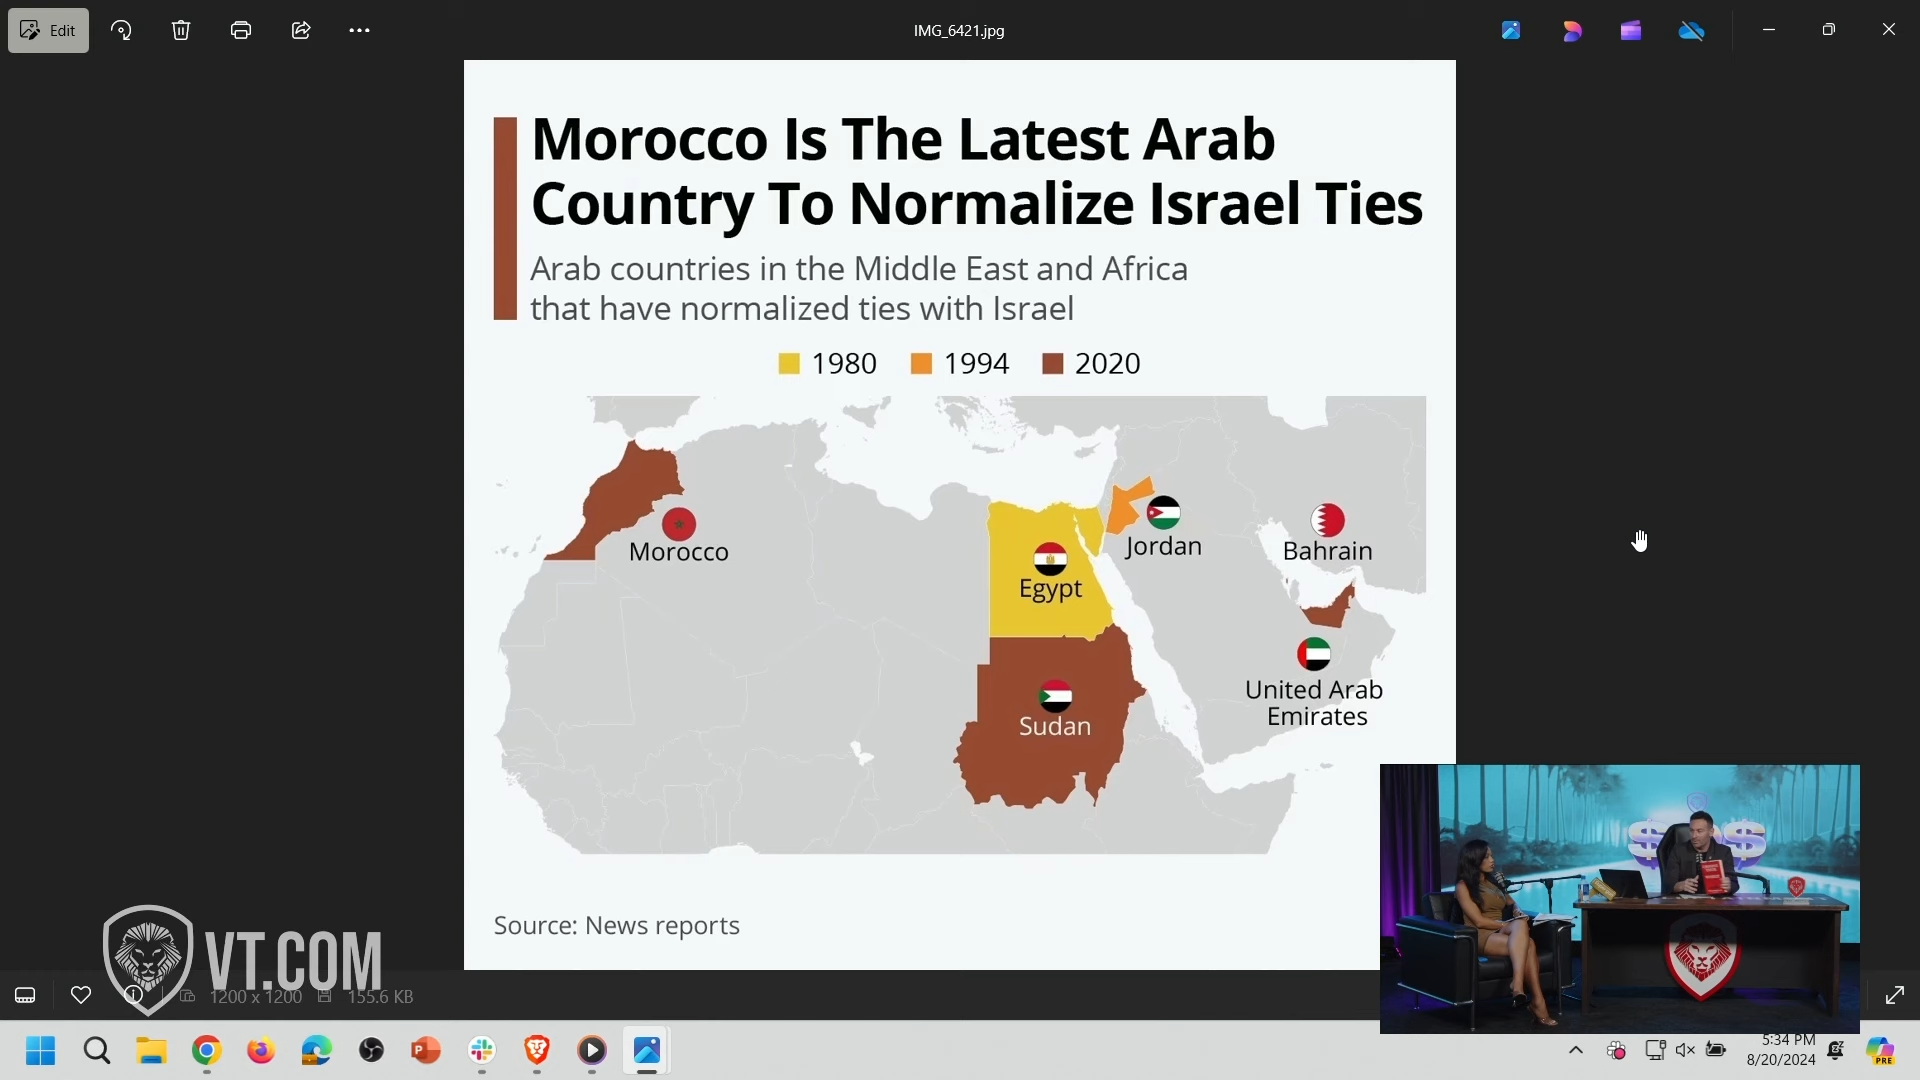 Edit
IMG_6421.jpg
Morocco Is The Latest Arab
Country To Normalize Israel Ties
Arab countries in the Middle East and Africa
that have normalized ties with Israel
1980 1994 2020
Morocco
Egypt
Jordan
Bahrain
Sudan
United Arab
Emirates
Source: News reports
VT.COM
1200 x 1200 155.6 KB
5:34 PM
8/20/2024
PRE